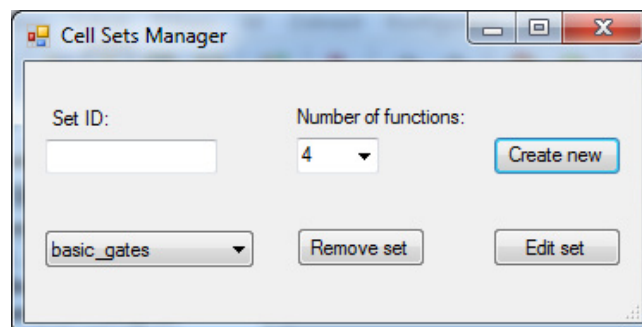 Cell Sets Manager
Set ID:
Number of functions:
4
Create new
basic_gates
Remove set
Edit set